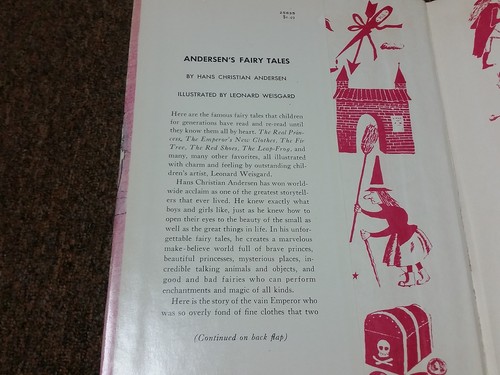 ANDERSEN'S FAIRY TALES
BY HANS CHRISTIAN ANDERSEN
ILLUSTRATED BY LEONARD WEISGARD
Here are the famous fairy tales that children
for generations have read and re-read until
they know them all by heart. The Real Prin-
cess, The Emperor's New Clothes, The Fir
Tree, The Red Shoes, The Leap-Frog, and
many, many other favorites, all illustrated
with charm and feeling by outstanding chil-
dren's artist, Leonard Weisgard.
Hans Christian Andersen has won world-
wide acclaim as one of the greatest storytell-
ers that ever lived. He knew exactly what
boys and girls like, just as he knew how to
open their eyes to the beauty of the small as
well as the great things in life. In his unfor-
gettable fairy tales, he creates a marvelous
make-believe world full of brave princes,
beautiful princesses, mysterious places, in-
credible talking animals and objects, and
good and bad fairies who can perform
enchantments and magic of all kinds.
Here is the story of the vain Emperor who
was so overly fond of fine clothes that two
(Continued on back flap)